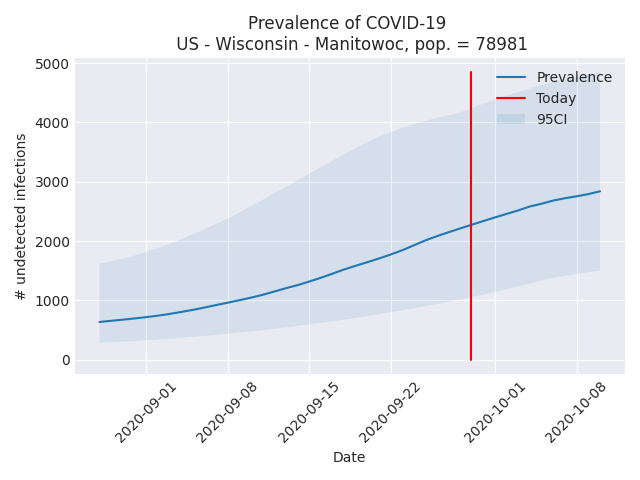 Prevalence of COVID-19
US - Wisconsin - Manitowoc, pop. = 78981
# undetected infections
5000
4000
3000
2000
1000
0
Prevalence
Today
95CI
2020-09-01
2020-09-08
2020-09-15
2020-09-22
2020-10-01
2020-10-08
Date